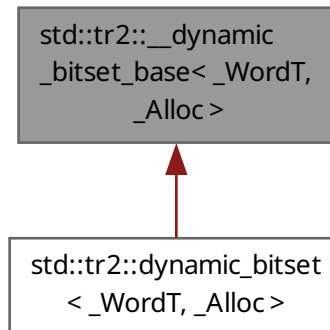 std::tr2::__dynamic
_bitset_base< _WordT,
_Alloc >
std::tr2::dynamic_bitset
< _WordT, _Alloc >